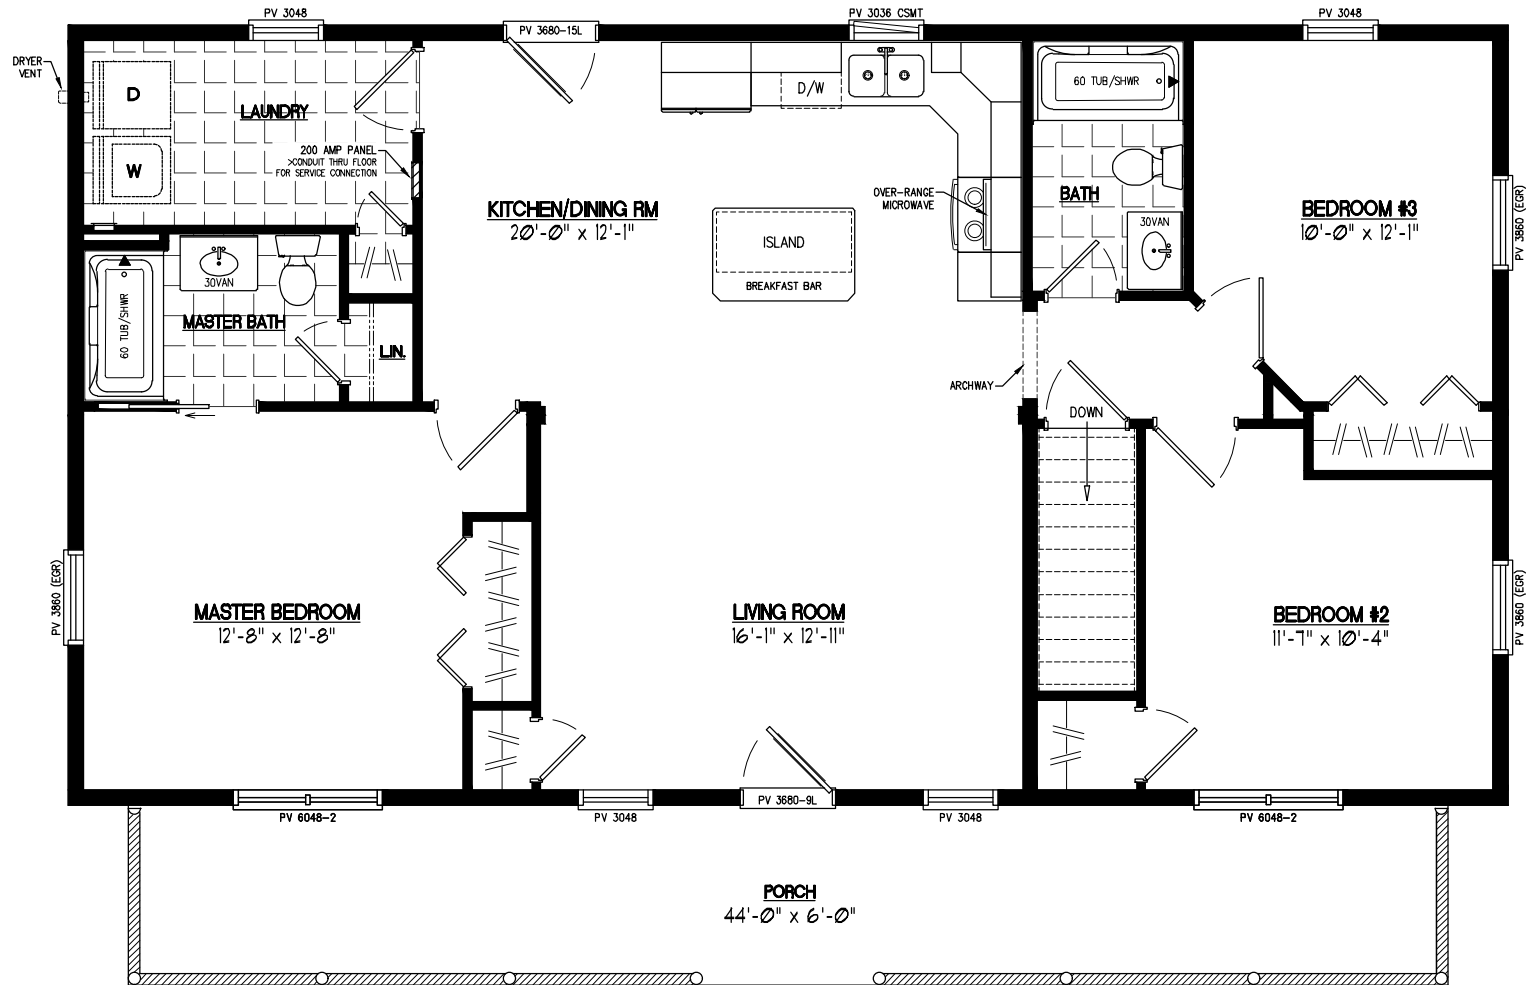 PV 3048
PV 3680-15L
PV 3036 CSMT
PV 3048
DRYER
VENT
D
W
LAUNDRY
200 AMP PANEL
>CONDUIT THRU FLOOR
FOR SERVICE CONNECTION
D/W
60 TUB/SHWR
KITCHEN/DINING RM
20'-0" x 12'-1"
OVER-RANGE
MICROWAVE
BATH
30VAN
BEDROOM #3
10'-0" x 12'-1"
PV 3860 (EGR)
ISLAND
BREAKFAST BAR
30VAN
60 TUB/SHWR
MASTER BATH
LIN.
ARCHWAY
DOWN
PV 3860 (EGR)
MASTER BEDROOM
12'-8" x 12'-8"
LIVING ROOM
16'-1" x 12'-11"
BEDROOM #2
11'-7" x 10'-4"
PV 3860 (EGR)
PV 6048-2
PV 3048
PV 3680-9L
PV 3048
PV 6048-2
PORCH
44'-0" x 6'-0"